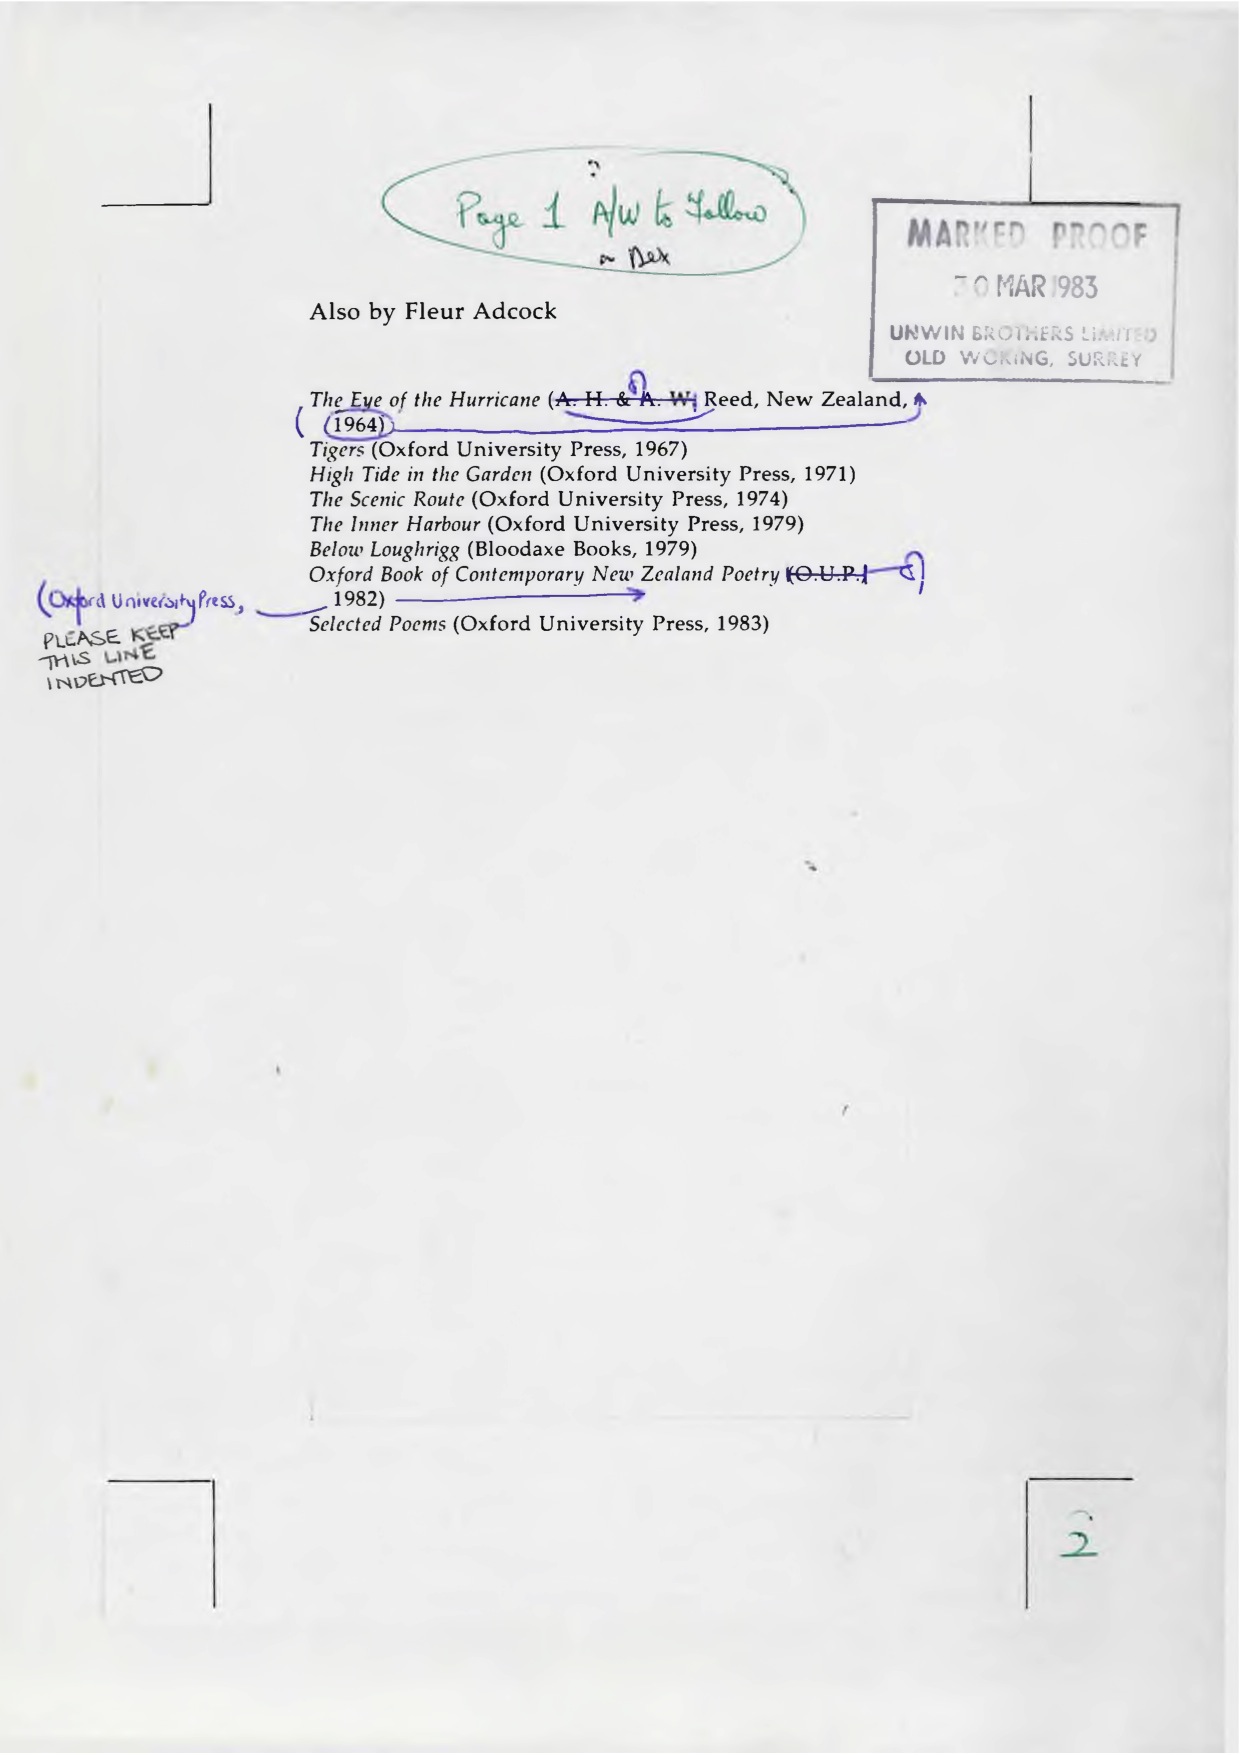 Page 1 A/W to Follow
MARKED PROOF
30 MAR 1983
UNWIN BROTHERS LIMITED
OLD WOKING, SURREY
Also by Fleur Adcock
The Eye of the Hurricane (A. H. & A. W. Reed, New Zealand,
(1964)
Tigers (Oxford University Press, 1967)
High Tide in the Garden (Oxford University Press, 1971)
The Scenic Route (Oxford University Press, 1974)
The Inner Harbour (Oxford University Press, 1979)
Below Loughrigg (Bloodaxe Books, 1979)
Oxford Book of Contemporary New Zealand Poetry (O.U.P.
(Oxford University Press,
1982)
Selected Poems (Oxford University Press, 1983)
PLEASE KEEP
THIS LINE
INDENTED
2